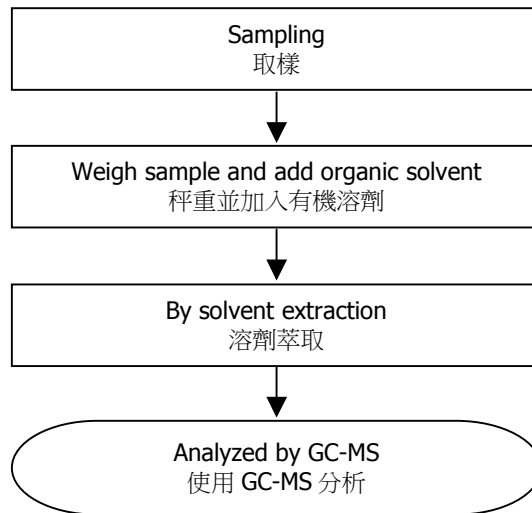 Sampling
取樣
Weigh sample and add organic solvent
秤重並加入有機溶劑
By solvent extraction
溶劑萃取
Analyzed by GC-MS
使用 GC-MS 分析